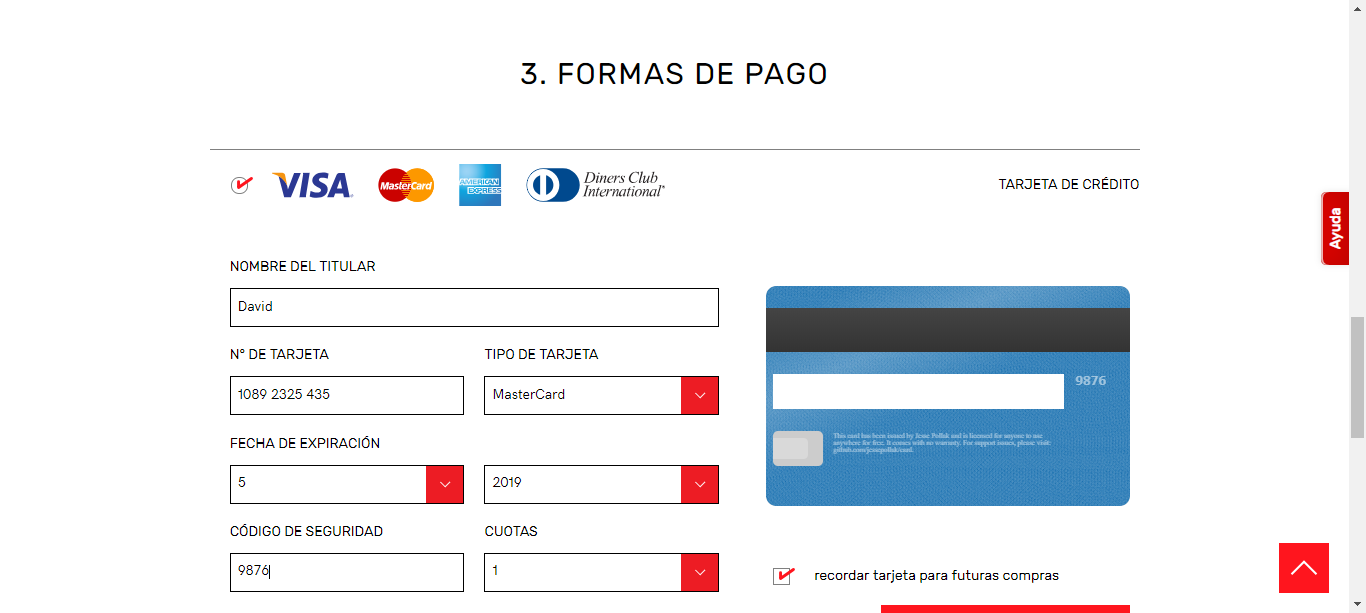 3. FORMAS DE PAGO
VISA MasterCard AMERICAN EXPRESS Diners Club International® TARJETA DE CRÉDITO
Ayuda
NOMBRE DEL TITULAR
David
N° DE TARJETA TIPO DE TARJETA
1089 2325 435 MasterCard
9876
FECHA DE EXPIRACIÓN
This card has been issued by Jesse Pollak and is licensed for anyone to use
anywhere for free. It comes with no warranty. For support issues, please visit:
github.com/jessepollak/card.
5 2019
CÓDIGO DE SEGURIDAD CUOTAS
9876 1
recordar tarjeta para futuras compras